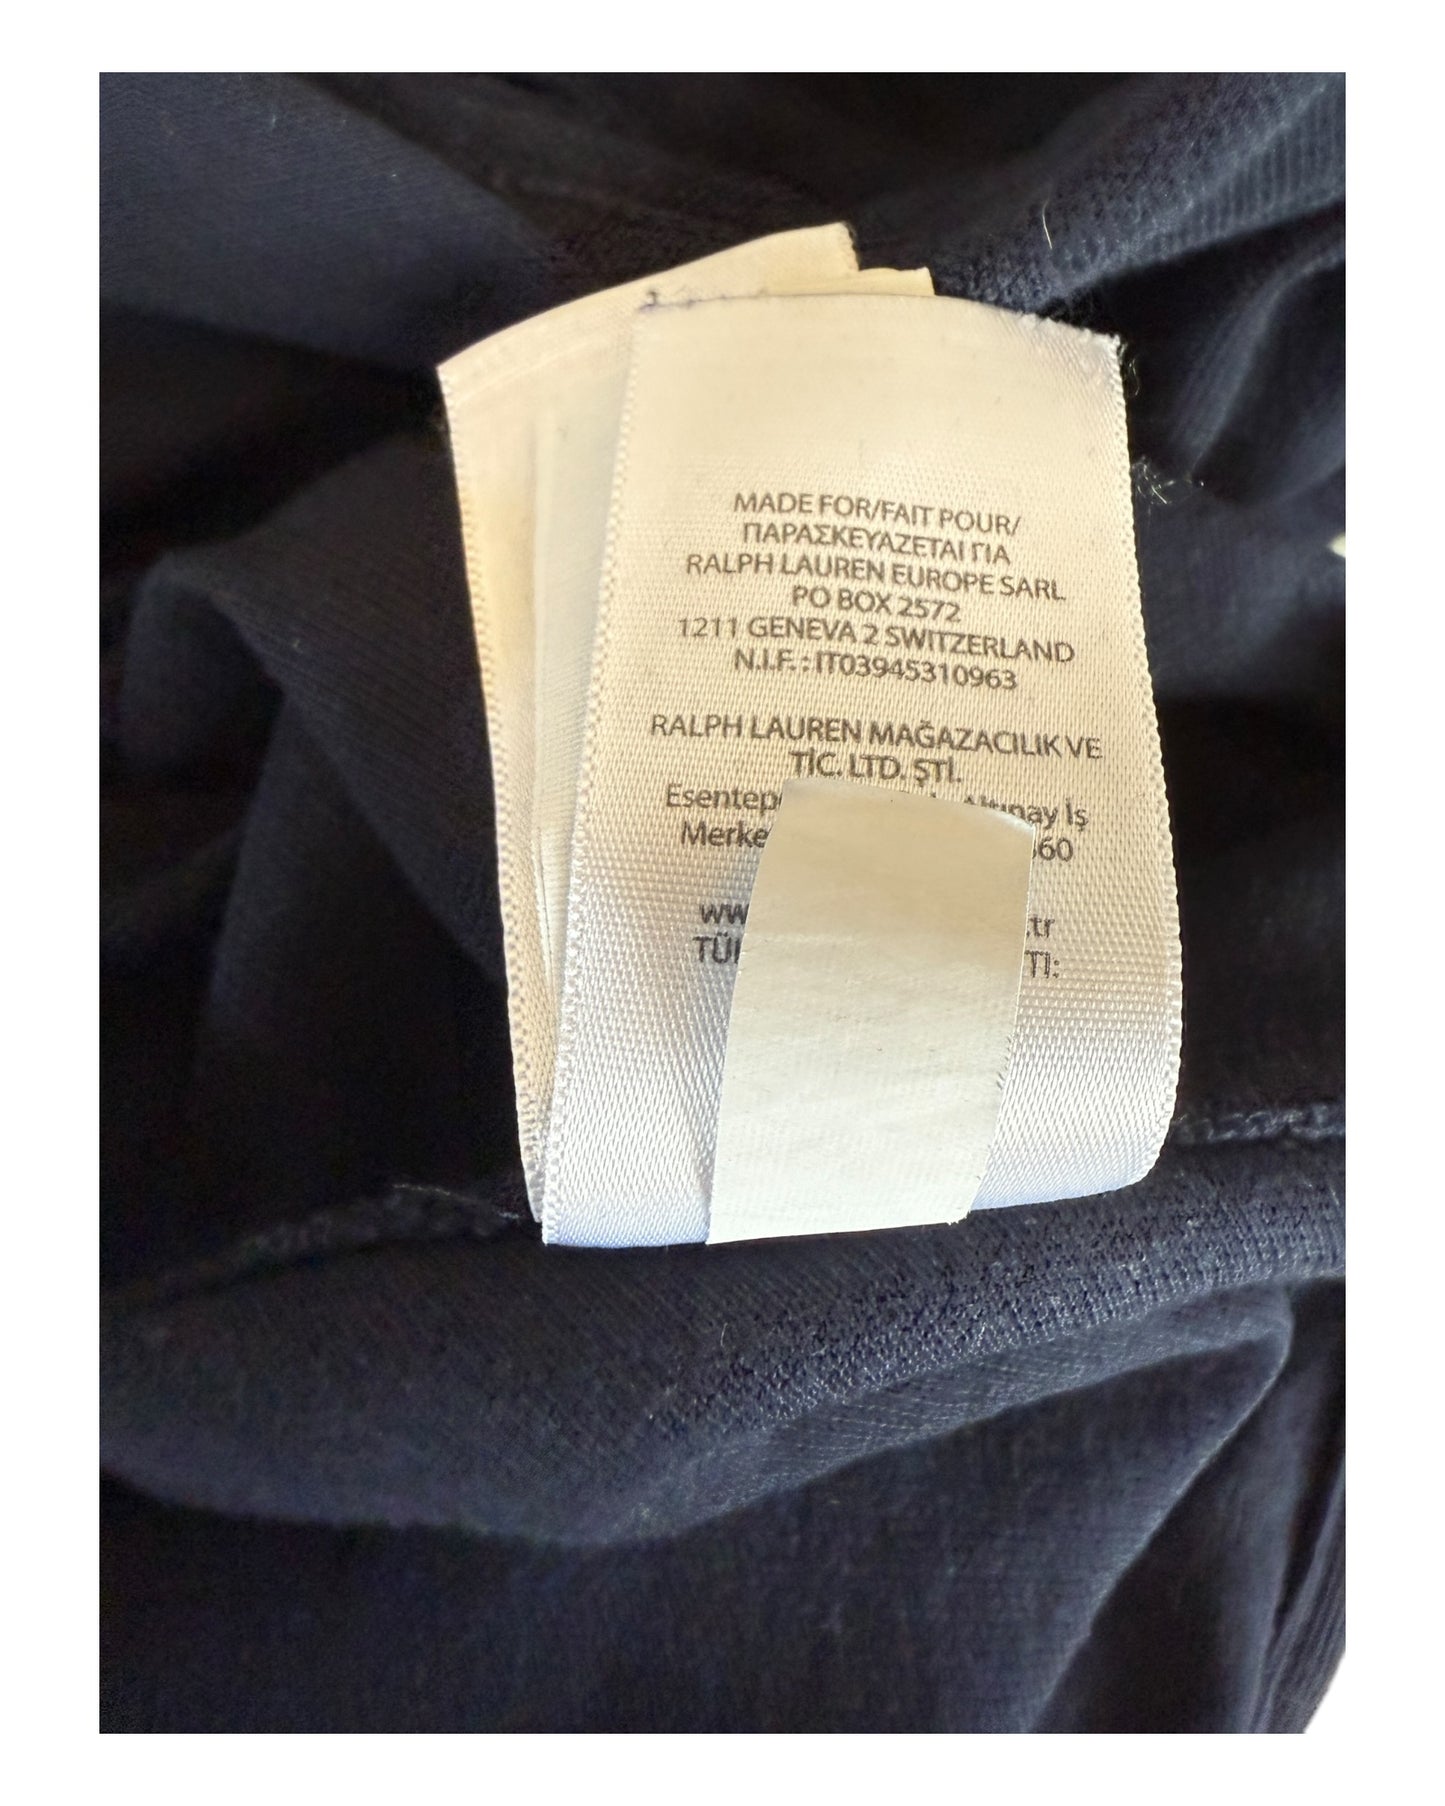 MADE FOR/FAIT POUR/
ΠΑΡΑΣΚΕΥΑΖΕΤΑΙ ΓΙΑ
RALPH LAUREN EUROPE SARL
PO BOX 2572
1211 GENEVA 2 SWITZERLAND
N.I.F. : IT03945310963
RALPH LAUREN MAĞAZACILIK VE
TİC. LTD. ŞTİ.
Altınay İş